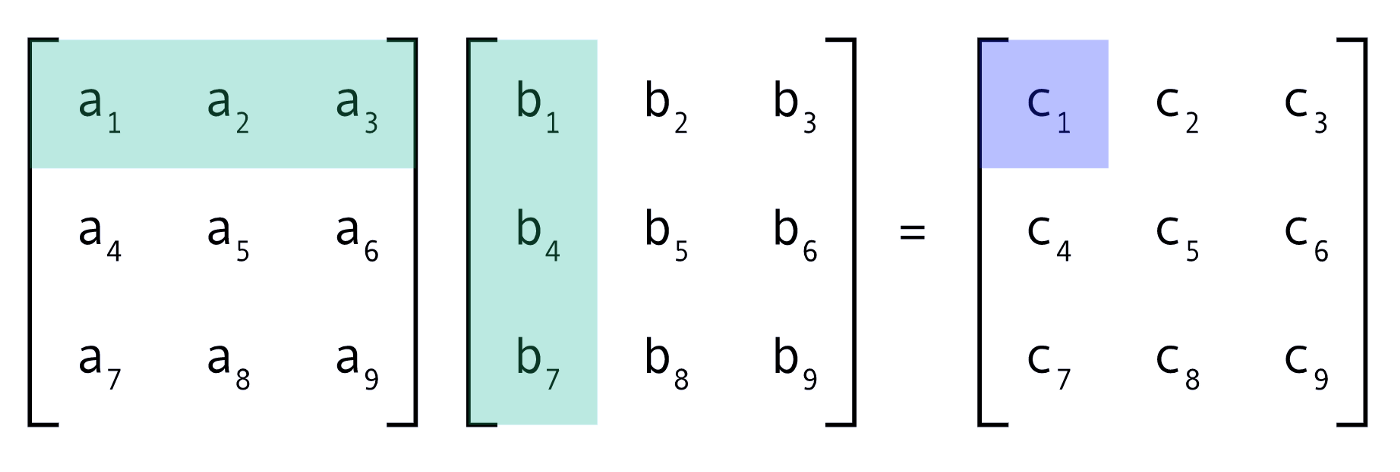 a₁ a₂ a₃ b₁ b₂ b₃ c₁ c₂ c₃
a₄ a₅ a₆ b₄ b₅ b₆ = c₄ c₅ c₆
a₇ a₈ a₉ b₇ b₈ b₉ c₇ c₈ c₉